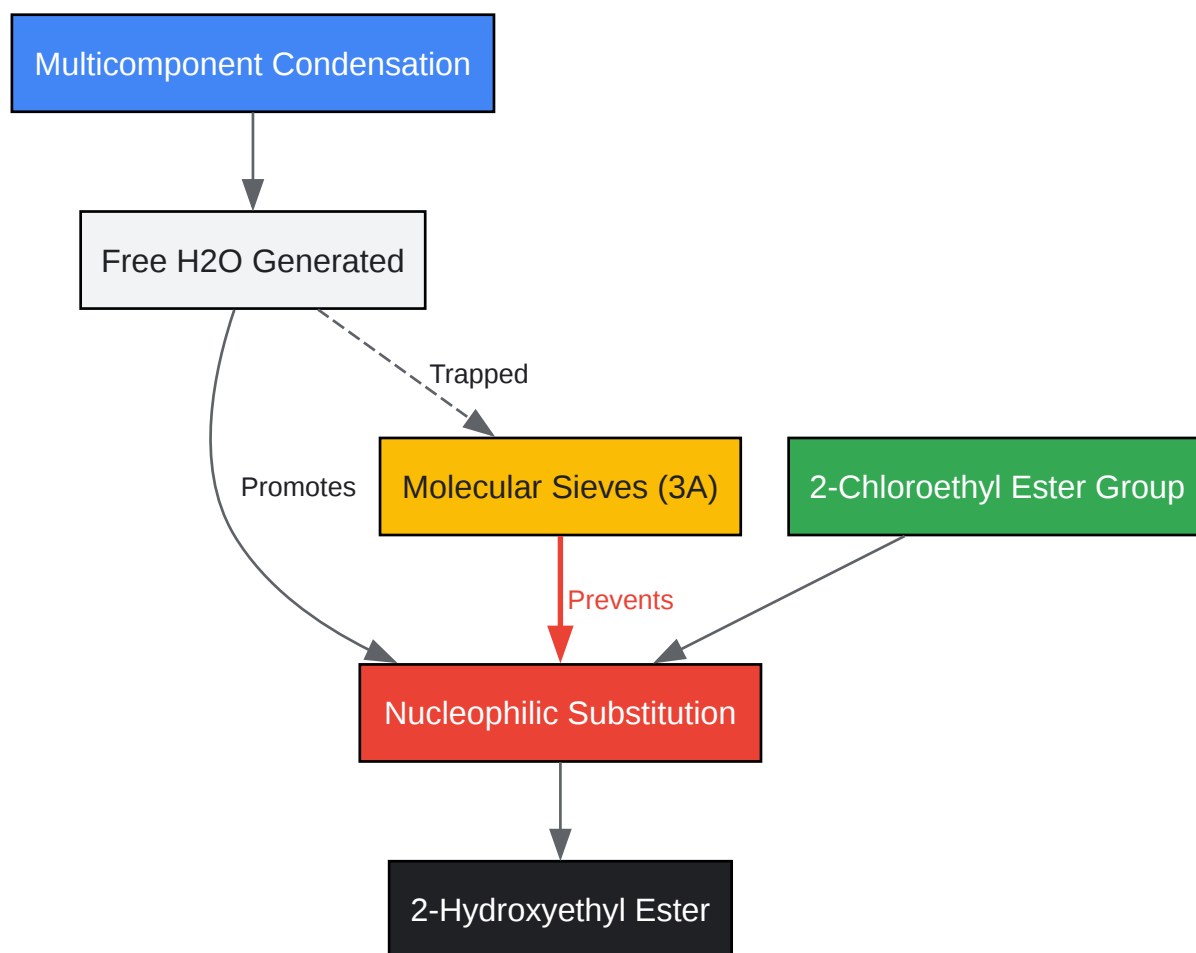 Multicomponent Condensation
Free H2O Generated
Trapped
Promotes
Molecular Sieves (3A)
2-Chloroethyl Ester Group
Prevents
Nucleophilic Substitution
2-Hydroxyethyl Ester